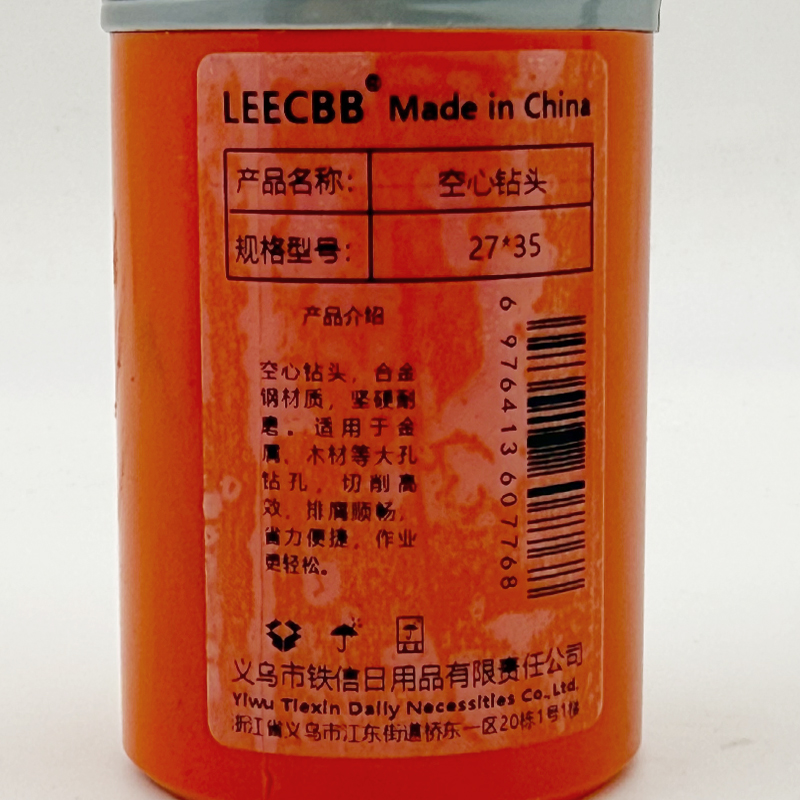 LEECBB® Made in China
产品名称： 空心钻头
规格型号： 27*35
产品介绍
空心钻头，合金
钢材质，坚硬耐
磨。适用于金
属、木材等大孔
钻孔，切削高
效，排屑顺畅，
省力便捷，作业
更轻松。
6 976413 607768
义乌市铁信日用品有限责任公司
Yiwu Tiexin Daily Necessities Co., Ltd.
浙江省义乌市江东街道桥东一区20栋1号1楼